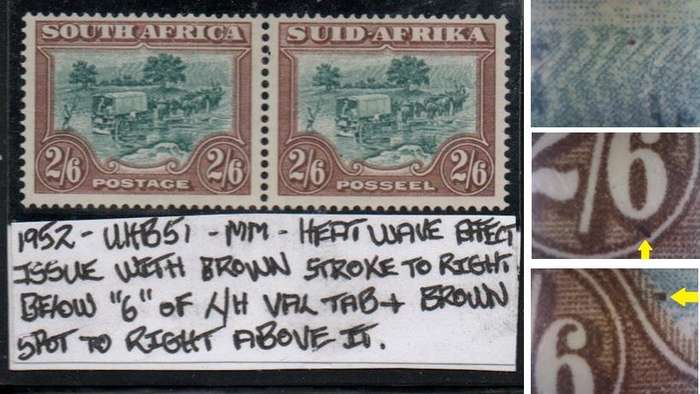 SOUTH AFRICA
2/6 POSTAGE 2/6
SUID-AFRIKA
2/6 POSSEEL 2/6
1952 - UHB51 - MM - HEAT WAVE EFFECT
ISSUE WITH BROWN STROKE TO RIGHT
BELOW "6" OF L/H VAL TAB + BROWN
SPOT TO RIGHT ABOVE IT.
-/6
6